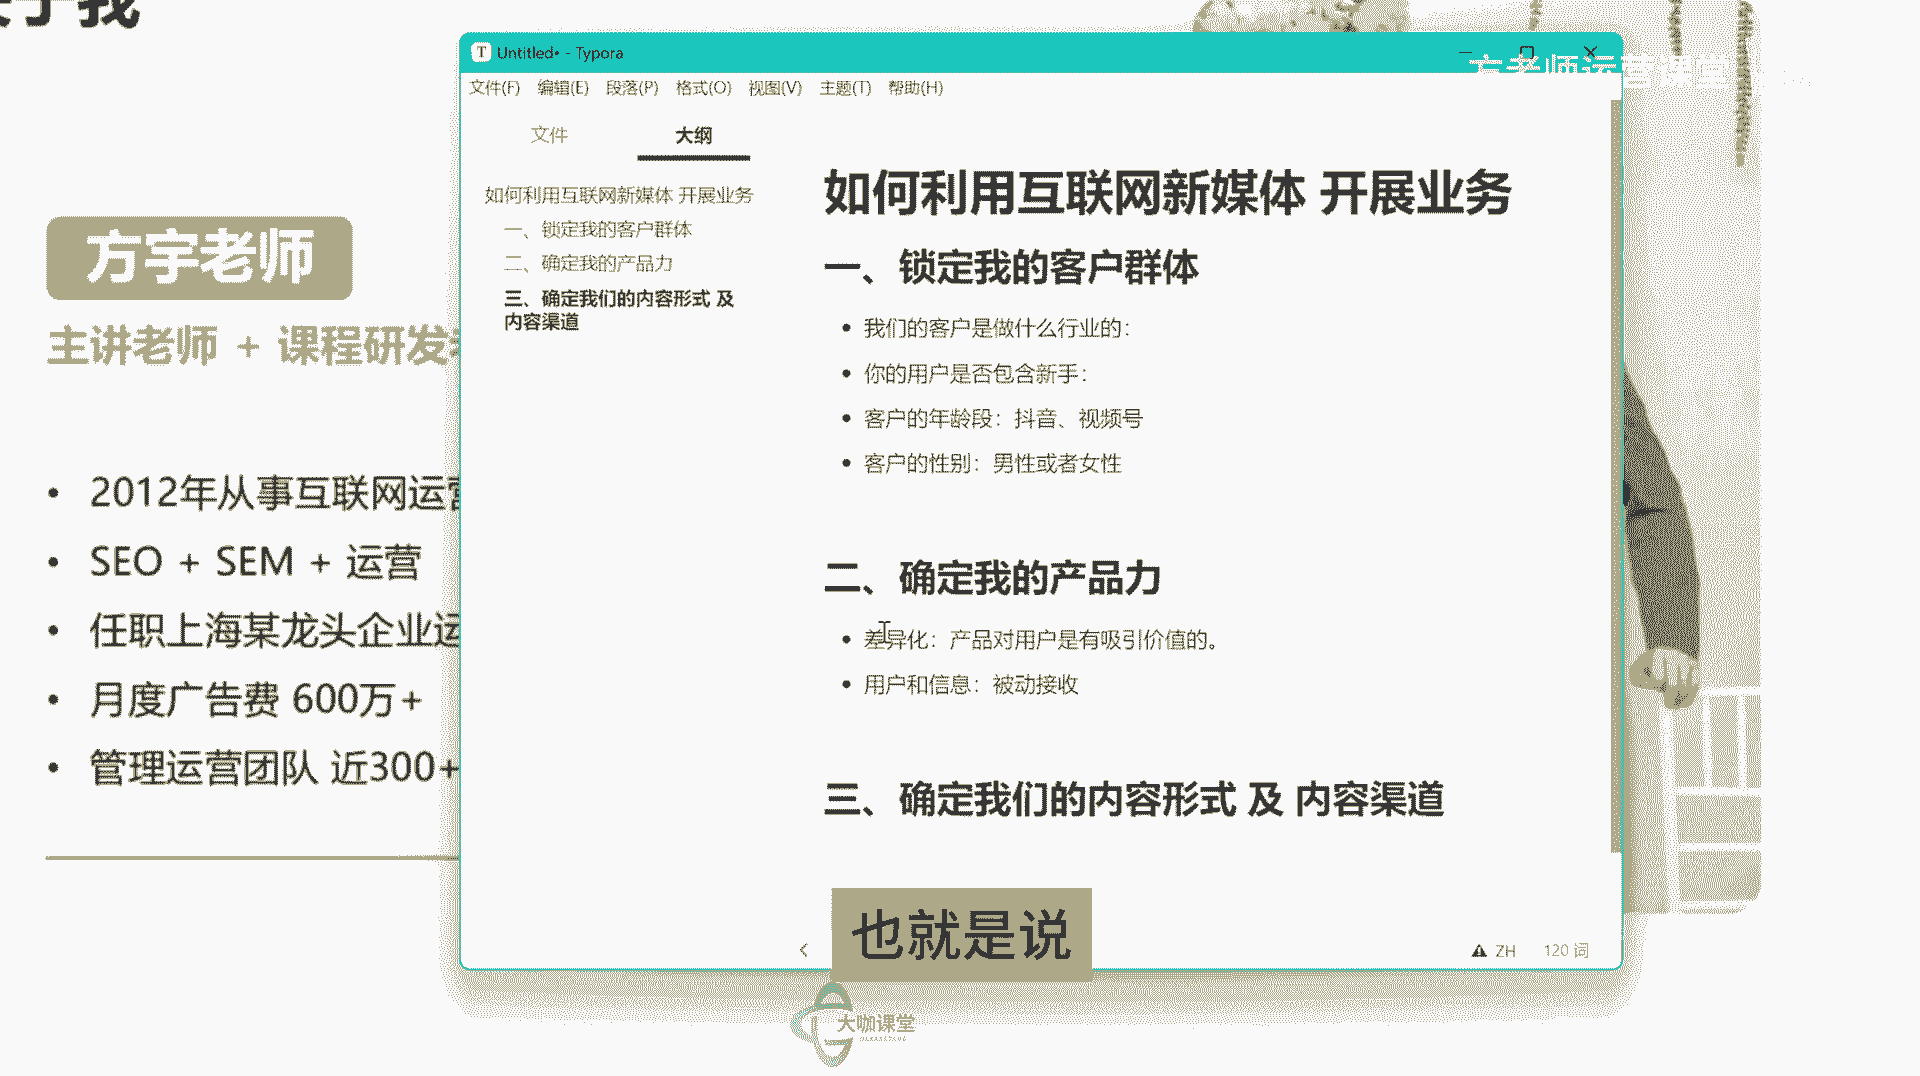 Untitled• - Typora
方老师运营课堂
文件(F) 编辑(E) 段落(P) 格式(O) 视图(V) 主题(T) 帮助(H)
文件 大纲
如何利用互联网新媒体 开展业务
一、锁定我的客户群体
二、确定我的产品力
三、确定我们的内容形式 及
内容渠道
如何利用互联网新媒体 开展业务
一、锁定我的客户群体
我们的客户是做什么行业的：
你的用户是否包含新手：
客户的年龄段：抖音、视频号
客户的性别：男性或者女性
二、确定我的产品力
差异化：产品对用户是有吸引价值的。
用户和信息：被动接收
三、确定我们的内容形式 及 内容渠道
ZH 120 词
方宇老师
主讲老师 + 课程研发
• 2012年从事互联网运营
• SEO + SEM + 运营
• 任职上海某龙头企业运
• 月度广告费 600万+
• 管理运营团队 近300+
也就是说
大咖课堂